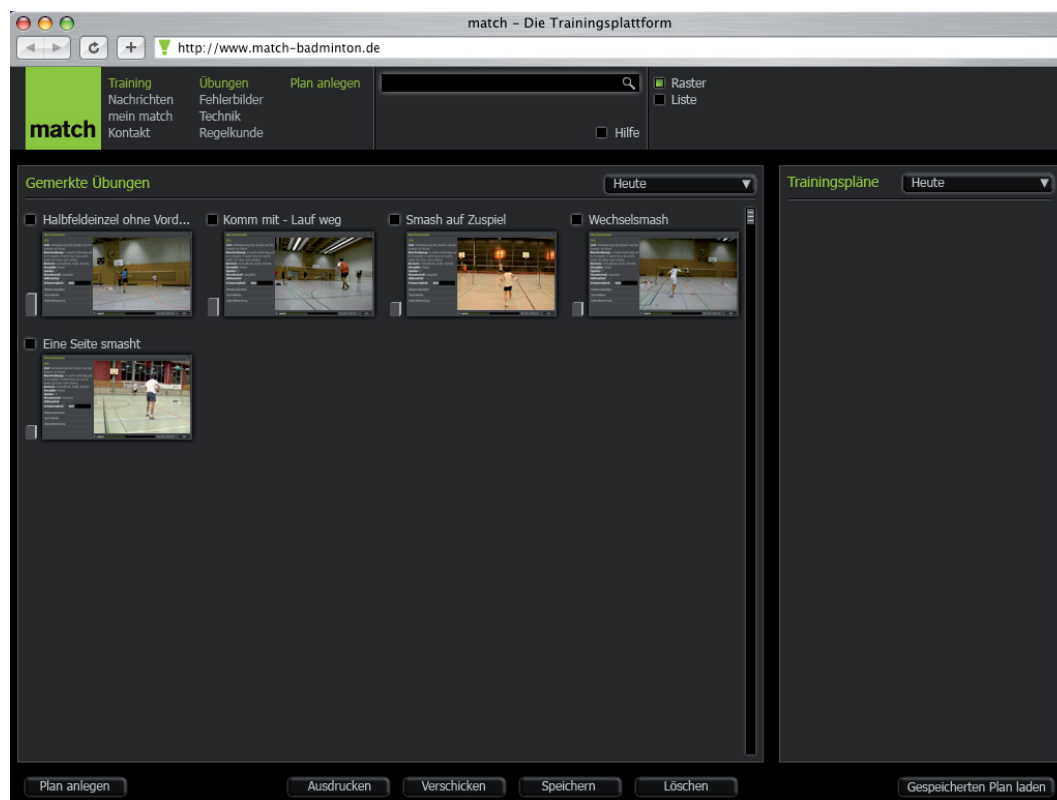 match – Die Trainingsplattform
http://www.match-badminton.de
match
Training
Nachrichten
mein match
Kontakt
Übungen
Fehlerbilder
Technik
Regelkunde
Plan anlegen
Hilfe
Raster
Liste
Gemerkte Übungen
Heute
Halbfeldeinzel ohne Vord...
Komm mit - Lauf weg
Smash auf Zuspiel
Wechselsmash
Eine Seite smasht
Trainingspläne
Heute
Plan anlegen
Ausdrucken
Verschicken
Speichern
Löschen
Gespeicherten Plan laden